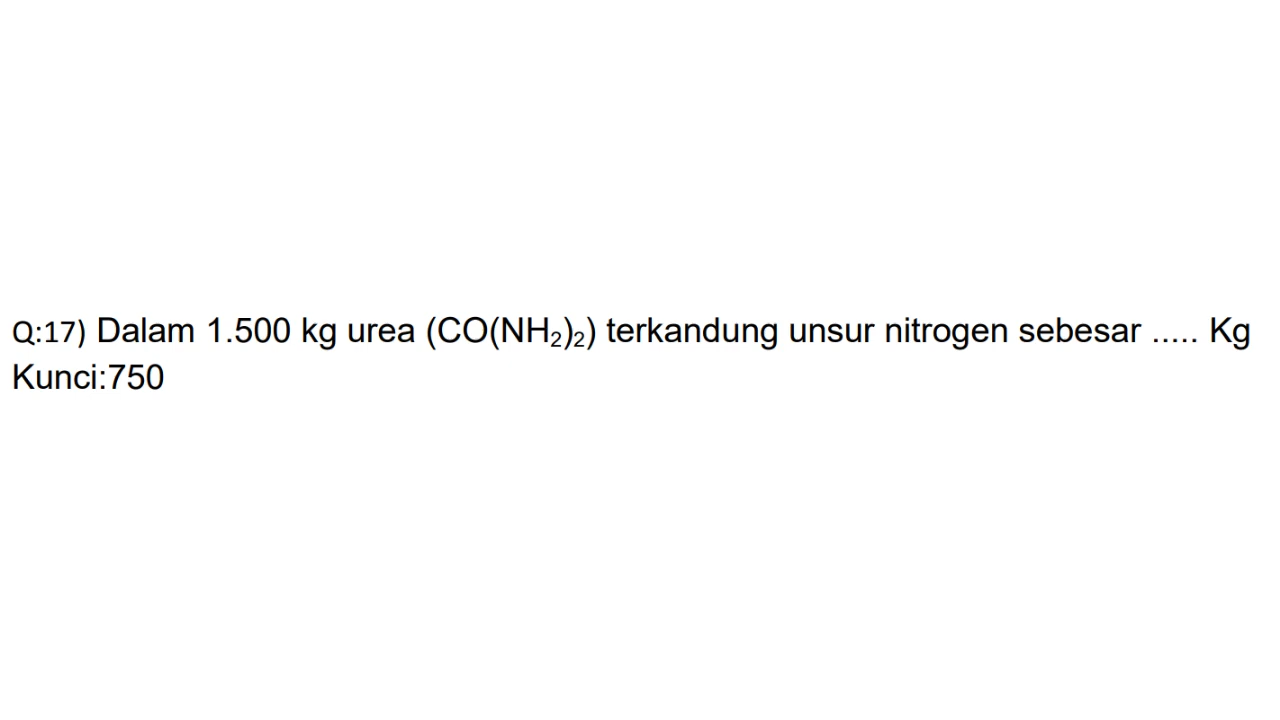 Q:17) Dalam 1.500 kg urea (CO(NH₂)₂) terkandung unsur nitrogen sebesar ..... Kg
Kunci:750